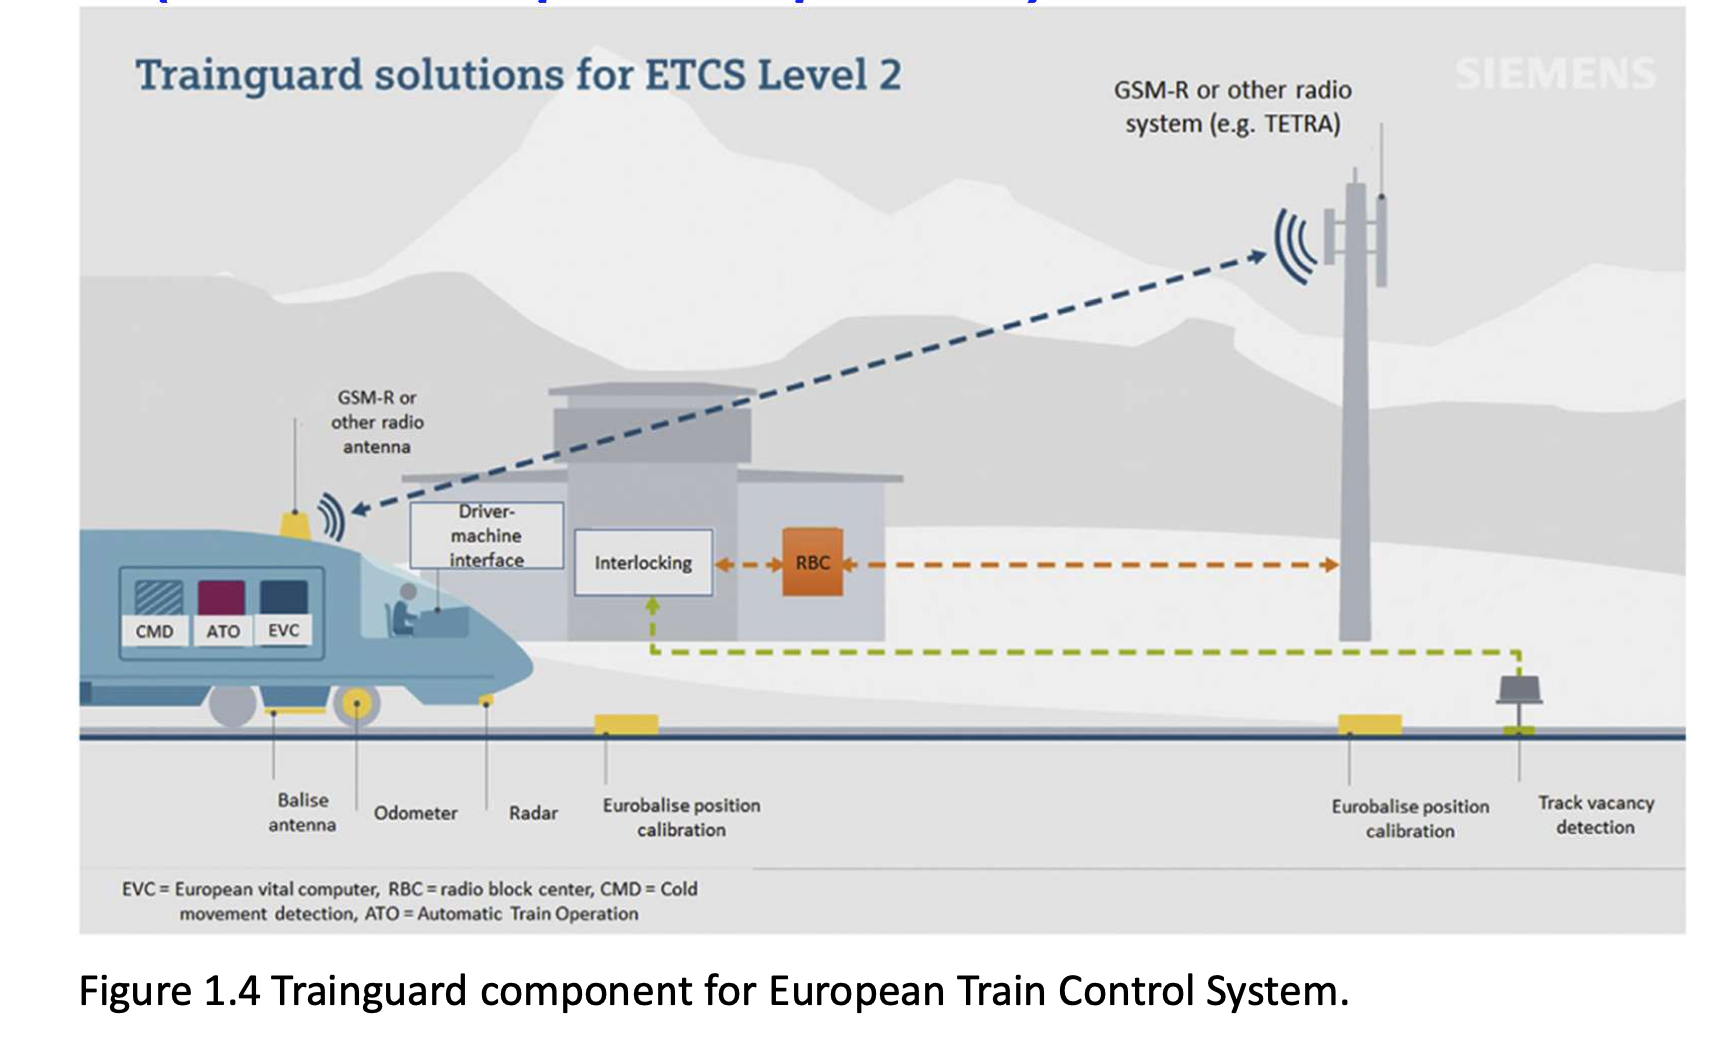 Trainguard solutions for ETCS Level 2
SIEMENS
GSM-R or other radio
system (e.g. TETRA)
GSM-R or
other radio
antenna
Driver-
machine
interface
Interlocking
RBC
CMD
ATO
EVC
Balise
antenna
Odometer
Radar
Eurobalise position
calibration
Eurobalise position
calibration
Track vacancy
detection
EVC = European vital computer, RBC = radio block center, CMD = Cold
movement detection, ATO = Automatic Train Operation
Figure 1.4 Trainguard component for European Train Control System.